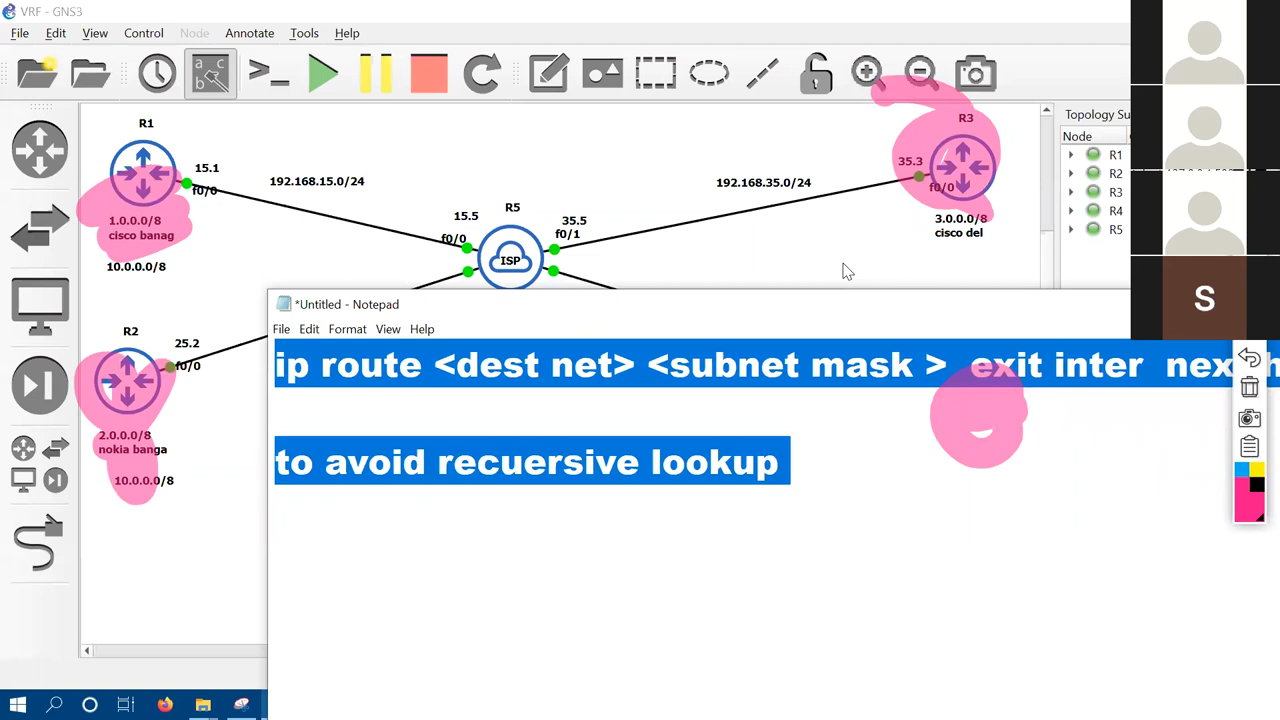 VRF - GNS3
File Edit View Control Node Annotate Tools Help
R1
15.1
f0/0
192.168.15.0/24
1.0.0.0/8
cisco banag
10.0.0.0/8
15.5
f0/0
R5
ISP
35.5
f0/1
192.168.35.0/24
R3
35.3
f0/0
3.0.0.0/8
cisco del
R2
25.2
f0/0
2.0.0.0/8
nokia banga
10.0.0.0/8
Topology Su
Node
R1
R2
R3
R4
R5
S
*Untitled - Notepad
File Edit Format View Help
ip route <dest net> <subnet mask > exit inter
to avoid recuersive lookup